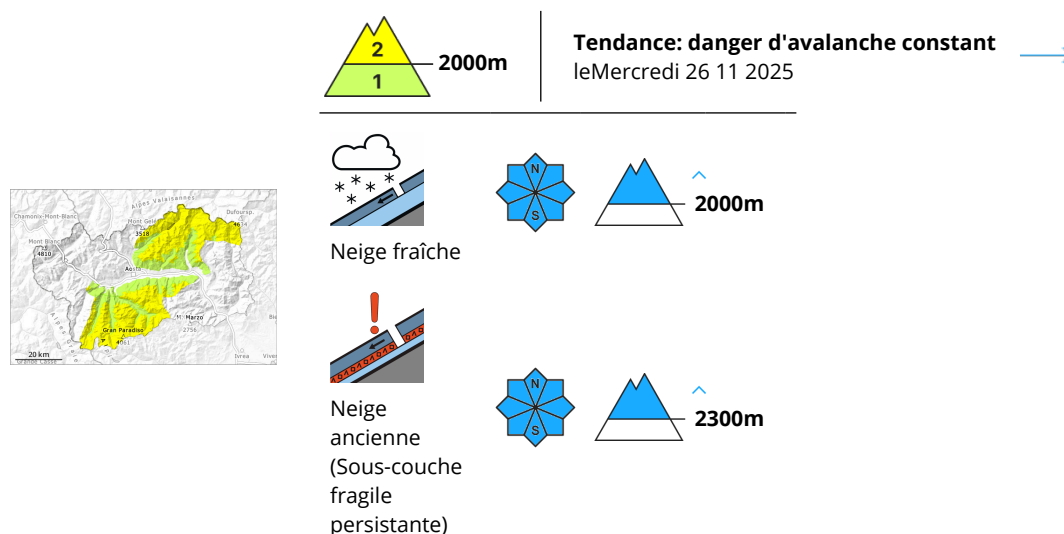 2
1
2000m
Tendance: danger d'avalanche constant
leMercredi 26 11 2025
Neige fraîche
N
S
2000m
Neige
ancienne
(Sous-couche
fragile
persistante)
N
S
2300m
Alpes Valaisannes
Chamonix-Mont-Blanc
Mont Gelé
3518
Dufoursp.
4634
Mont Blanc
4810
Aosta
M. Marzo
2756
Gran Paradiso
4061
Ivrea
20 km
Grande Casse